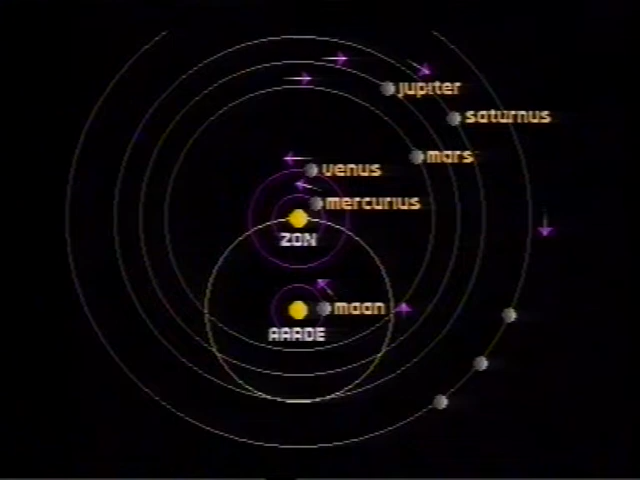 jupiter
saturnus
mars
venus
mercurius
ZON
maan
AARDE